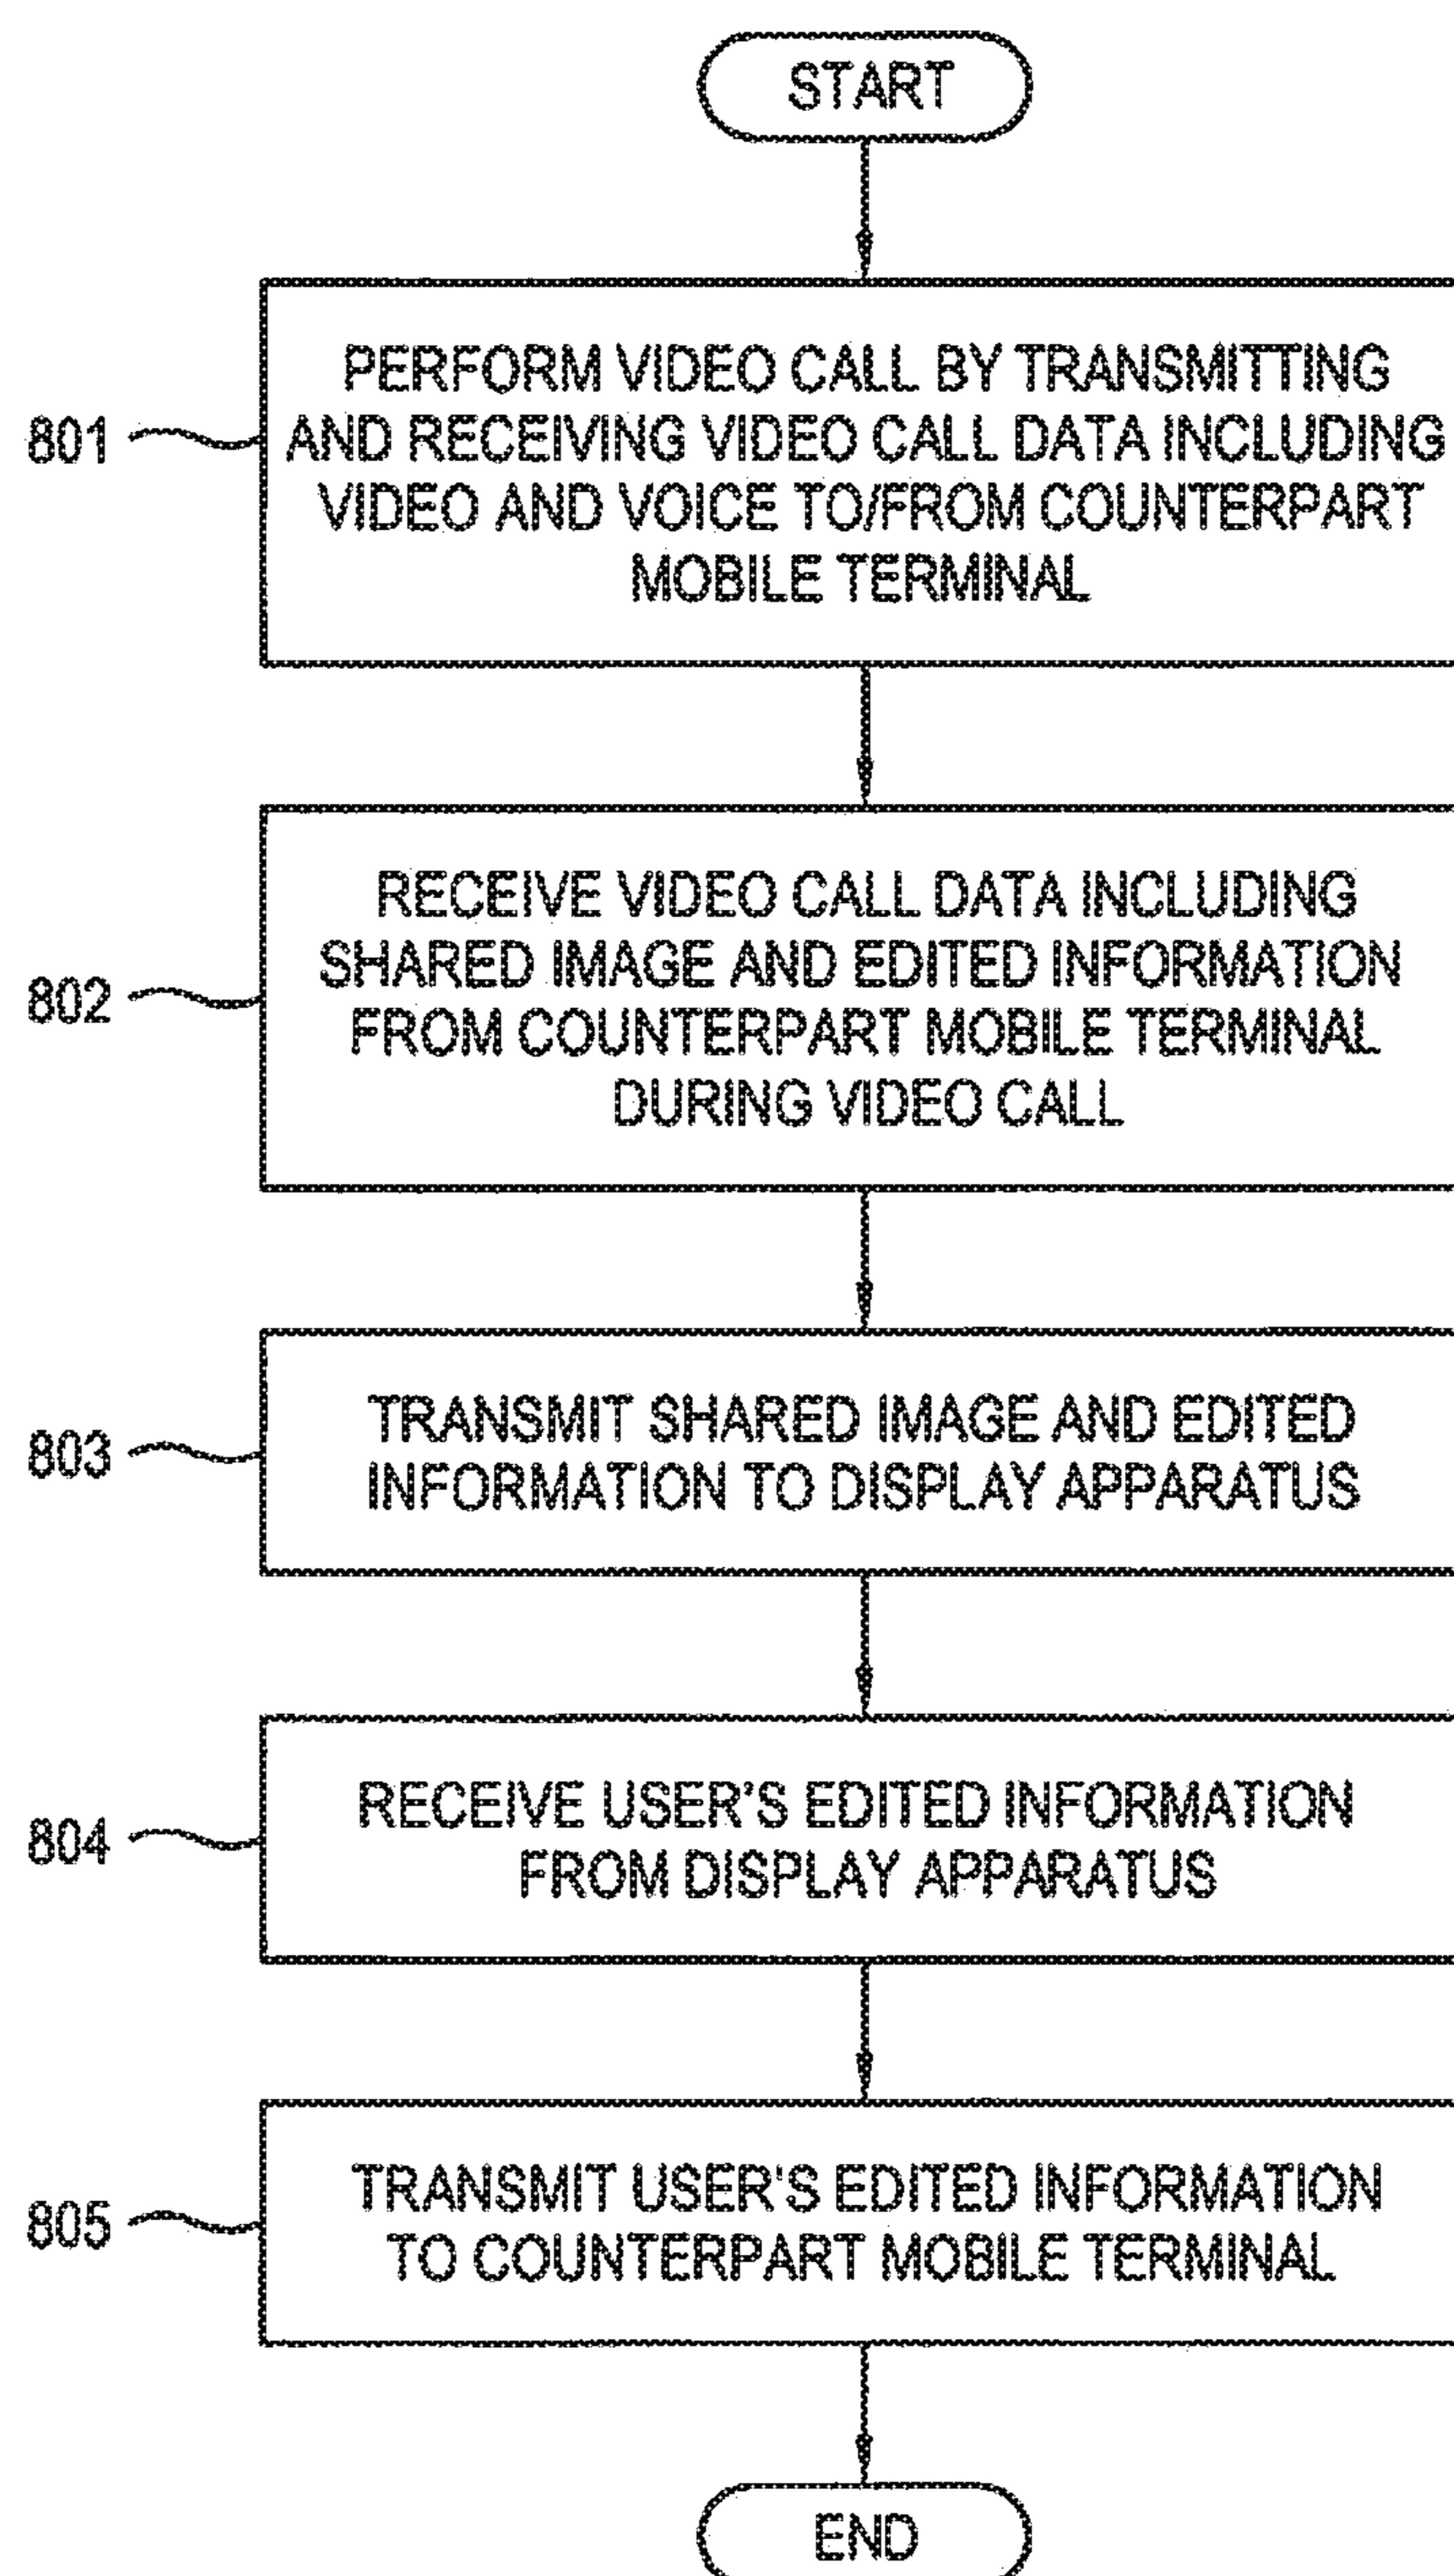 START
801
PERFORM VIDEO CALL BY TRANSMITTING
AND RECEIVING VIDEO CALL DATA INCLUDING
VIDEO AND VOICE TO/FROM COUNTERPART
MOBILE TERMINAL
802
RECEIVE VIDEO CALL DATA INCLUDING
SHARED IMAGE AND EDITED INFORMATION
FROM COUNTERPART MOBILE TERMINAL
DURING VIDEO CALL
803
TRANSMIT SHARED IMAGE AND EDITED
INFORMATION TO DISPLAY APPARATUS
804
RECEIVE USER'S EDITED INFORMATION
FROM DISPLAY APPARATUS
805
TRANSMIT USER'S EDITED INFORMATION
TO COUNTERPART MOBILE TERMINAL
END